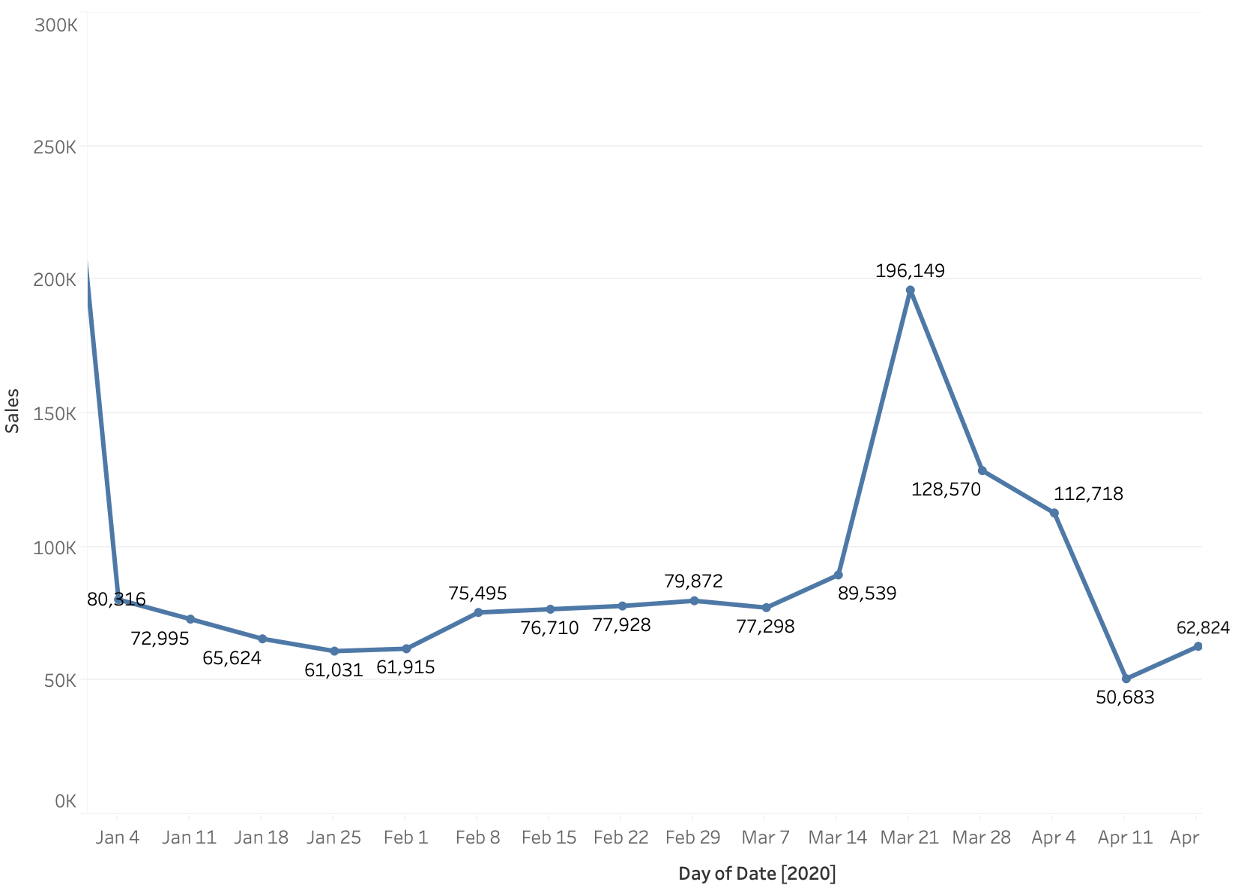 300K
250K
200K
150K
100K
50K
0K
Sales
196,149
128,570
112,718
89,539
79,872
75,495
80,316
76,710
77,928
77,298
72,995
65,624
61,031
61,915
62,824
50,683
Jan 4 Jan 11 Jan 18 Jan 25 Feb 1 Feb 8 Feb 15 Feb 22 Feb 29 Mar 7 Mar 14 Mar 21 Mar 28 Apr 4 Apr 11 Apr
Day of Date [2020]